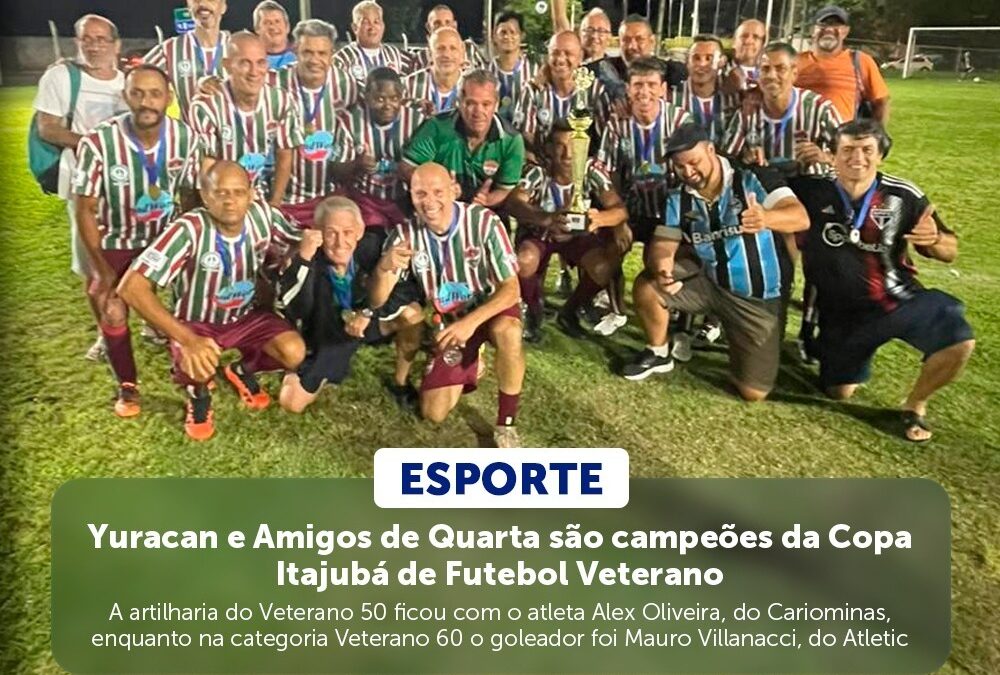 Banrisul
ESPORTE
Yuracan e Amigos de Quarta são campeões da Copa
Itajubá de Futebol Veterano
A artilharia do Veterano 50 ficou com o atleta Alex Oliveira, do Cariominas,
enquanto na categoria Veterano 60 o goleador foi Mauro Villanacci, do Atletic